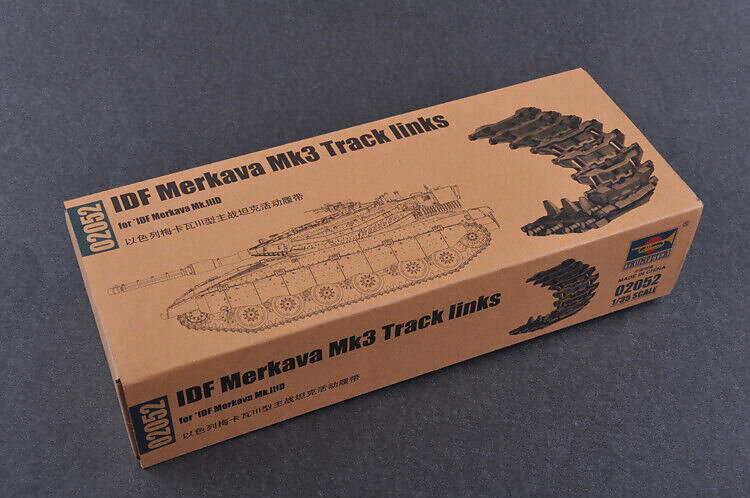 02052
IDF Merkava Mk3 Track links
for "IDF Merkava Mk.IIID
以色列梅卡瓦III型主战坦克活动履带
TRUMPETER
MADE IN CHINA
02052
1/35 SCALE
02052
IDF Merkava Mk3 Track links
for "IDF Merkava Mk.IIID
以色列梅卡瓦III型主战坦克活动履带